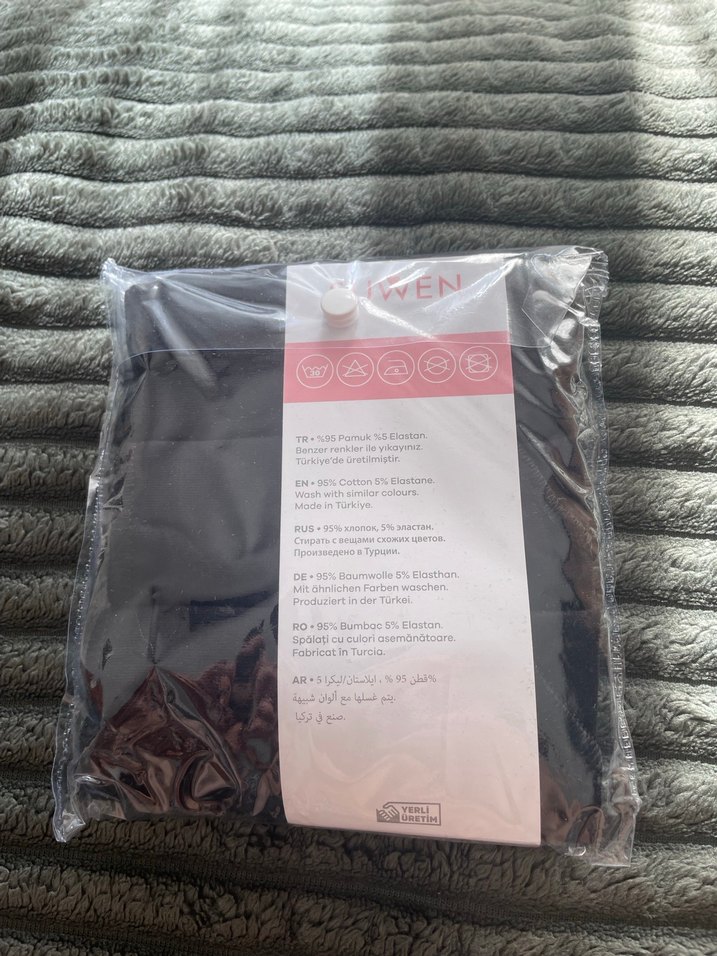 IWEN
30
TR • %95 Pamuk %5 Elastan.
Benzer renkler ile yıkayınız.
Türkiye'de üretilmiştir.
EN • 95% Cotton 5% Elastane.
Wash with similar colours.
Made in Türkiye.
RUS • 95% хлопок, 5% эластан.
Стирать с вещами схожих цветов.
Произведено в Турции.
DE • 95% Baumwolle 5% Elasthan.
Mit ähnlichen Farben waschen.
Produziert in der Türkei.
RO • 95% Bumbac 5% Elastan.
Spălați cu culori asemănătoare.
Fabricat în Turcia.
AR • %قطن 95 % ، ايلاستان/ليكرا 5
يتم غسلها مع ألوان شبيهة.
صنع في تركيا.
YERLİ
ÜRETİM